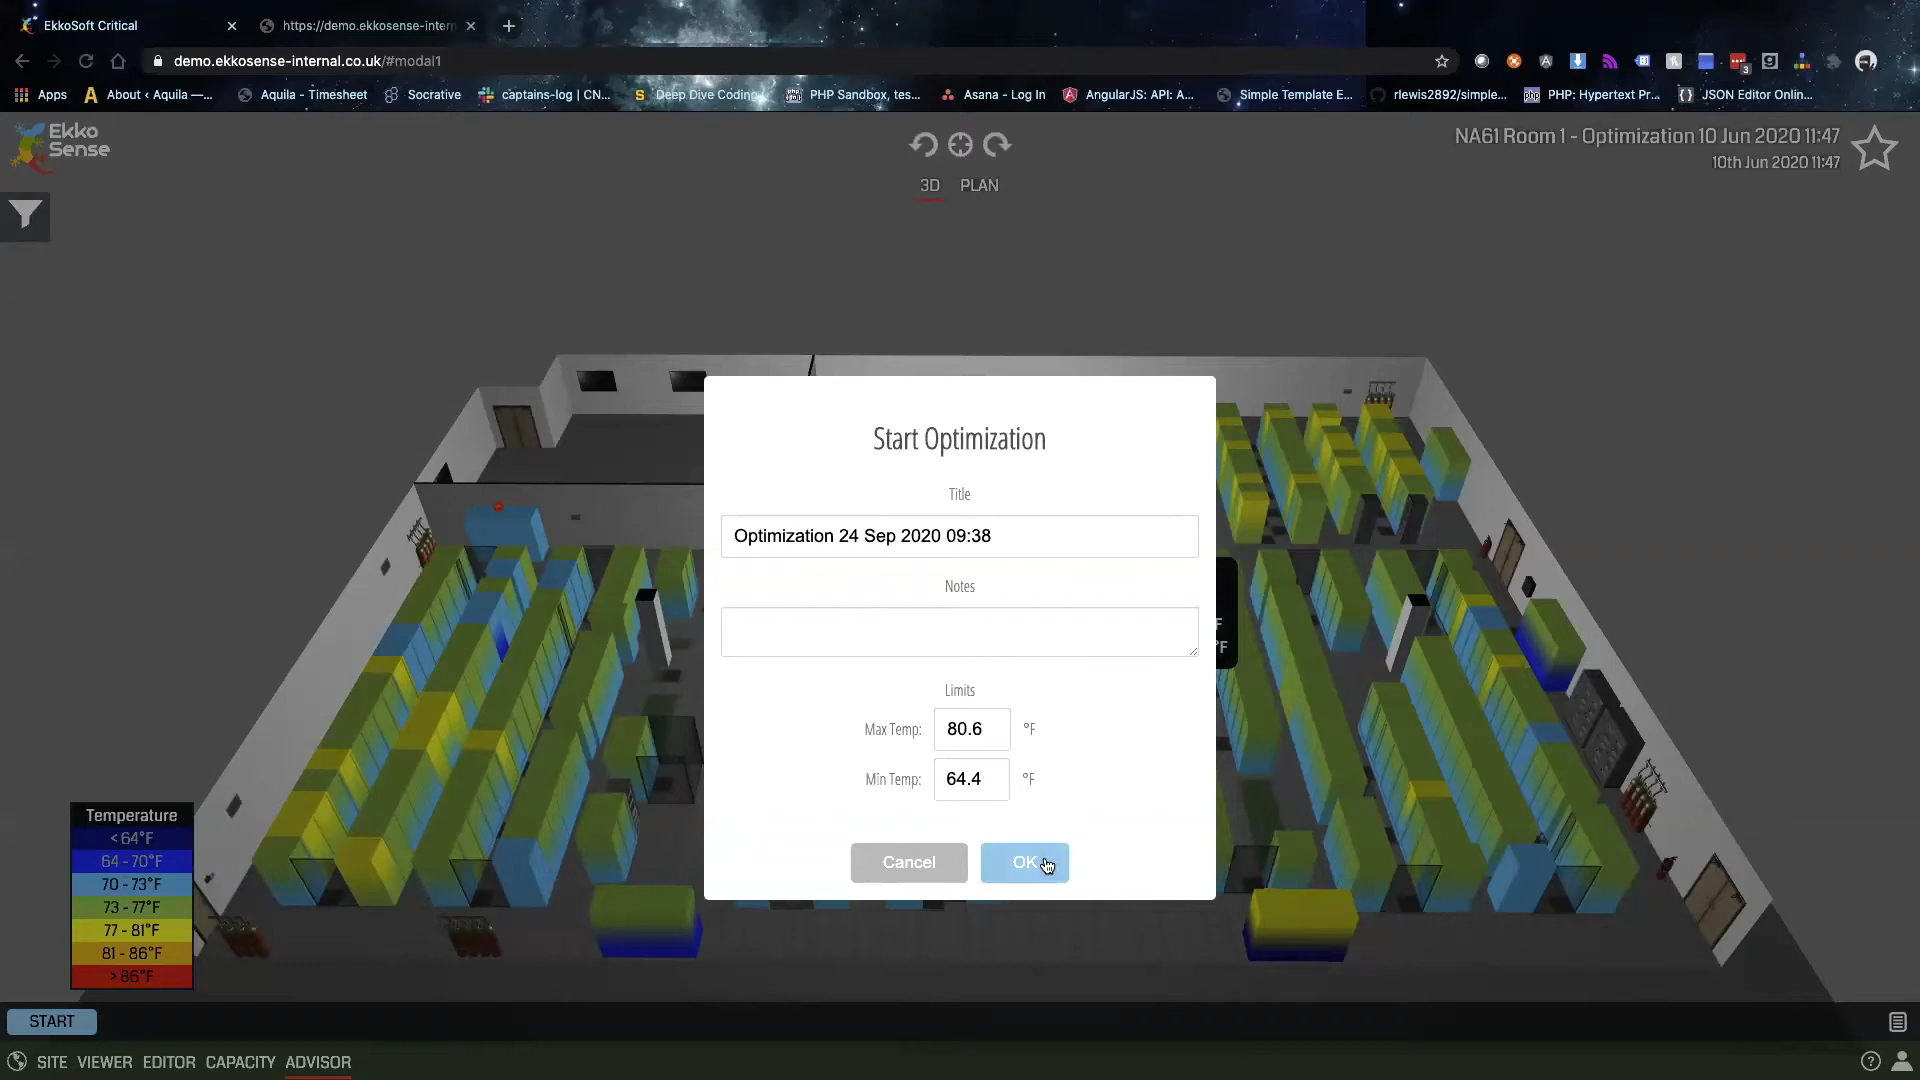 EkkoSoft Critical
https://demo.ekkosense-intern
demo.ekkosense-internal.co.uk/#modal1
Apps
About ‹ Aquila —...
Aquila - Timesheet
Socrative
captains-log | CN...
Deep Dive Coding
PHP Sandbox, tes...
Asana - Log In
AngularJS: API: A...
Simple Template E...
rlewis2892/simple...
PHP: Hypertext Pr...
JSON Editor Onlin...
Ekko
Sense
3D PLAN
NA61 Room 1 - Optimization 10 Jun 2020 11:47
10th Jun 2020 11:47
Start Optimization
Title
Optimization 24 Sep 2020 09:38
Notes
Limits
Max Temp: 80.6 °F
Min Temp: 64.4 °F
Cancel OK
F
°F
Temperature
< 64°F
64 - 70°F
70 - 73°F
73 - 77°F
77 - 81°F
81 - 86°F
> 86°F
START
SITE VIEWER EDITOR CAPACITY ADVISOR